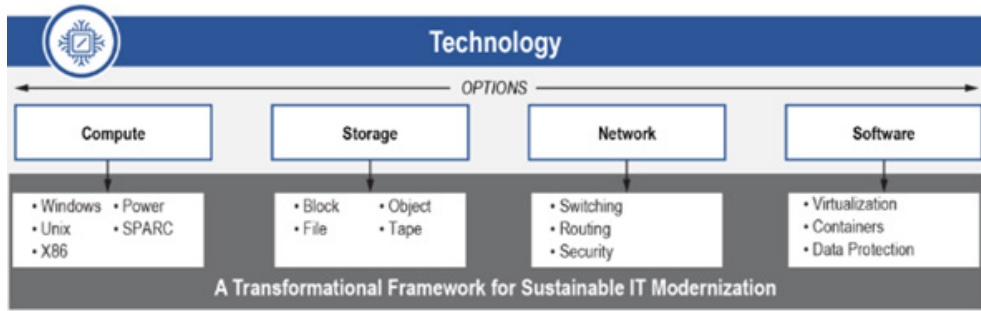 Technology
OPTIONS
Compute
Storage
Network
Software
• Windows • Power
• Unix • SPARC
• X86
• Block • Object
• File • Tape
• Switching
• Routing
• Security
• Virtualization
• Containers
• Data Protection
A Transformational Framework for Sustainable IT Modernization